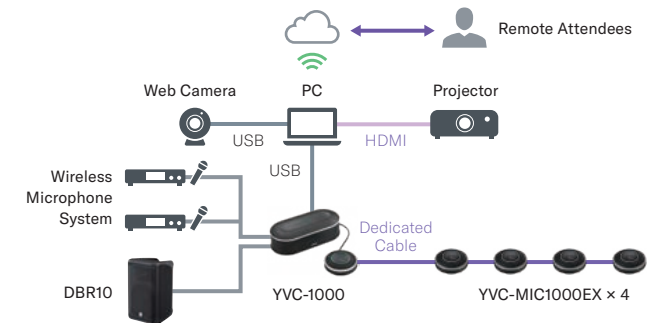 Remote Attendees
Web Camera
PC
Projector
USB
HDMI
USB
Wireless
Microphone
System
Dedicated
Cable
DBR10
YVC-1000
YVC-MIC1000EX × 4